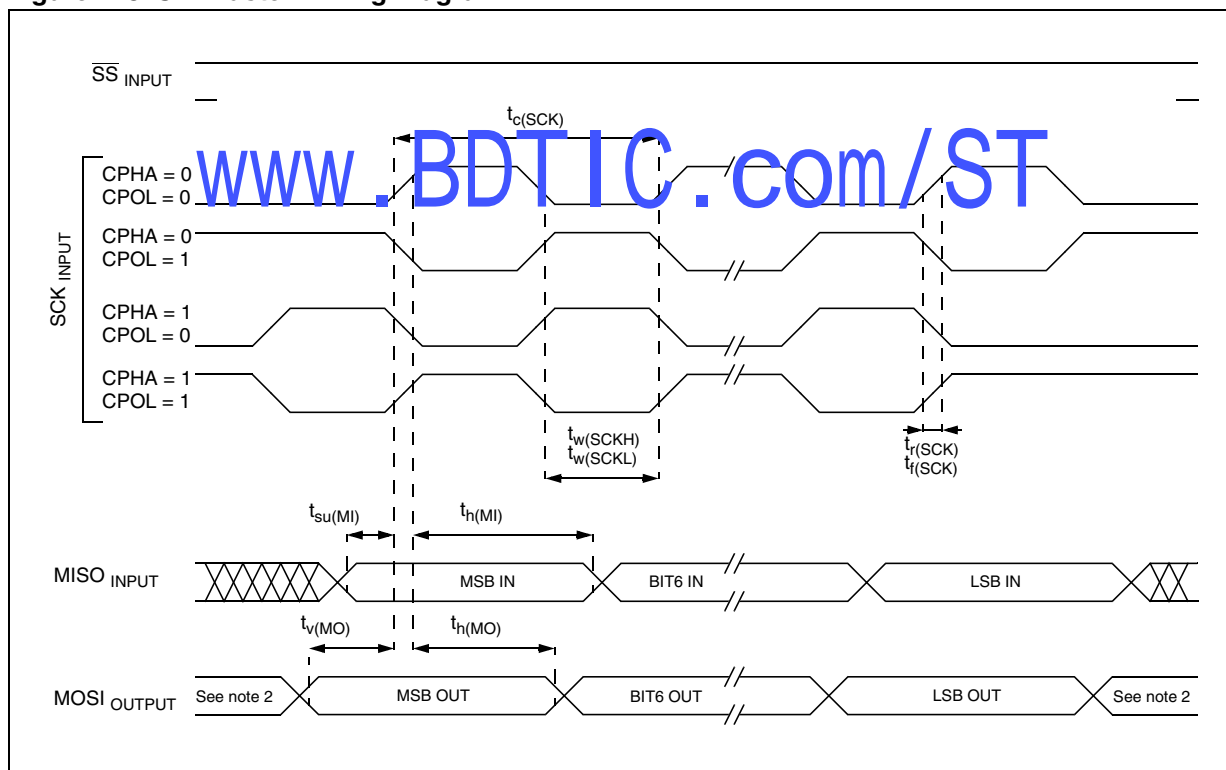 SS INPUT
tc(SCK)
www.BDTIC.com/ST
SCK INPUT
CPHA = 0
CPOL = 0
CPHA = 0
CPOL = 1
CPHA = 1
CPOL = 0
CPHA = 1
CPOL = 1
tw(SCKH)
tw(SCKL)
tr(SCK)
tf(SCK)
tsu(MI)
th(MI)
MISO INPUT
MSB IN
BIT6 IN
LSB IN
tv(MO)
th(MO)
MOSI OUTPUT
See note 2
MSB OUT
BIT6 OUT
LSB OUT
See note 2